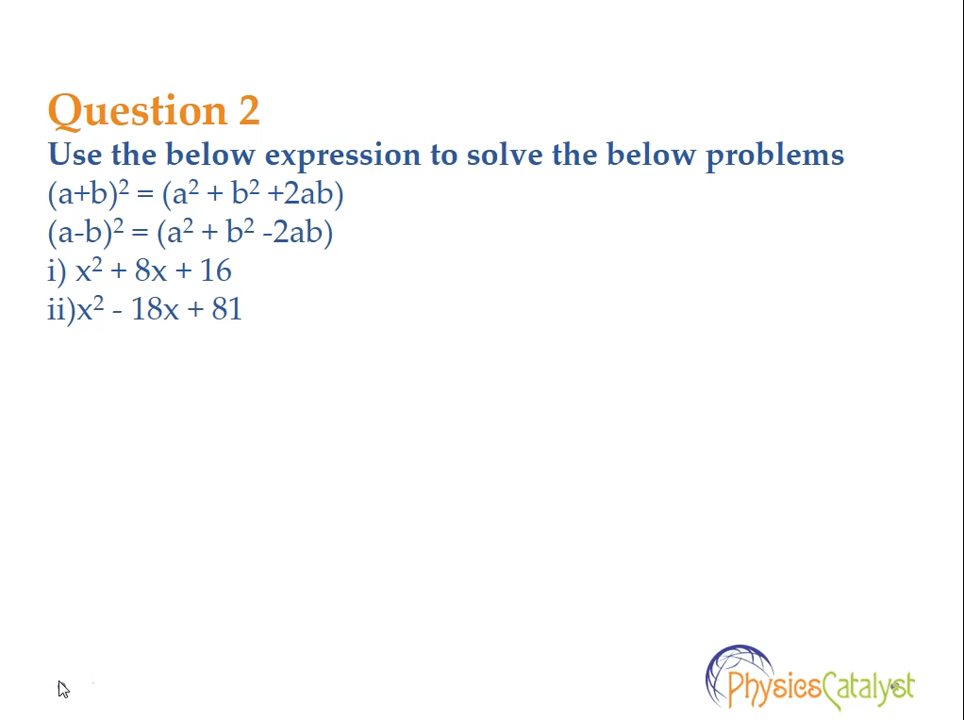 Question 2
Use the below expression to solve the below problems
(a+b)² = (a² + b² +2ab)
(a-b)² = (a² + b² -2ab)
i) x² + 8x + 16
ii)x² - 18x + 81
PhysicsCatalyst